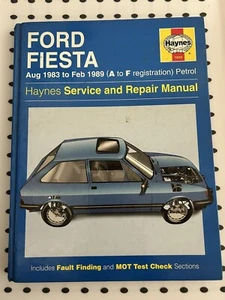 FORD
FIESTA
Haynes
Aug 1983 to Feb 1989 (A to F registration) Petrol
Haynes Service and Repair Manual
Includes Fault Finding and MOT Test Check Sections